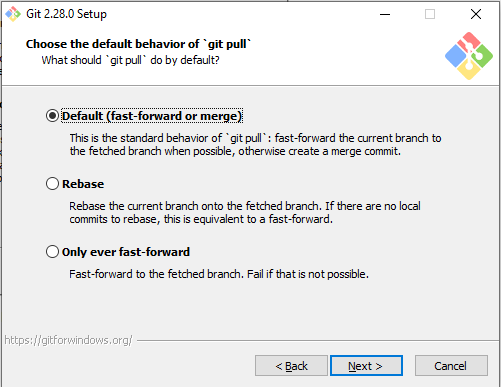 Git 2.28.0 Setup
Choose the default behavior of `git pull`
What should `git pull` do by default?
Default (fast-forward or merge)
This is the standard behavior of `git pull`: fast-forward the current branch to
the fetched branch when possible, otherwise create a merge commit.
Rebase
Rebase the current branch onto the fetched branch. If there are no local
commits to rebase, this is equivalent to a fast-forward.
Only ever fast-forward
Fast-forward to the fetched branch. Fail if that is not possible.
https://gitforwindows.org/
< Back
Next >
Cancel